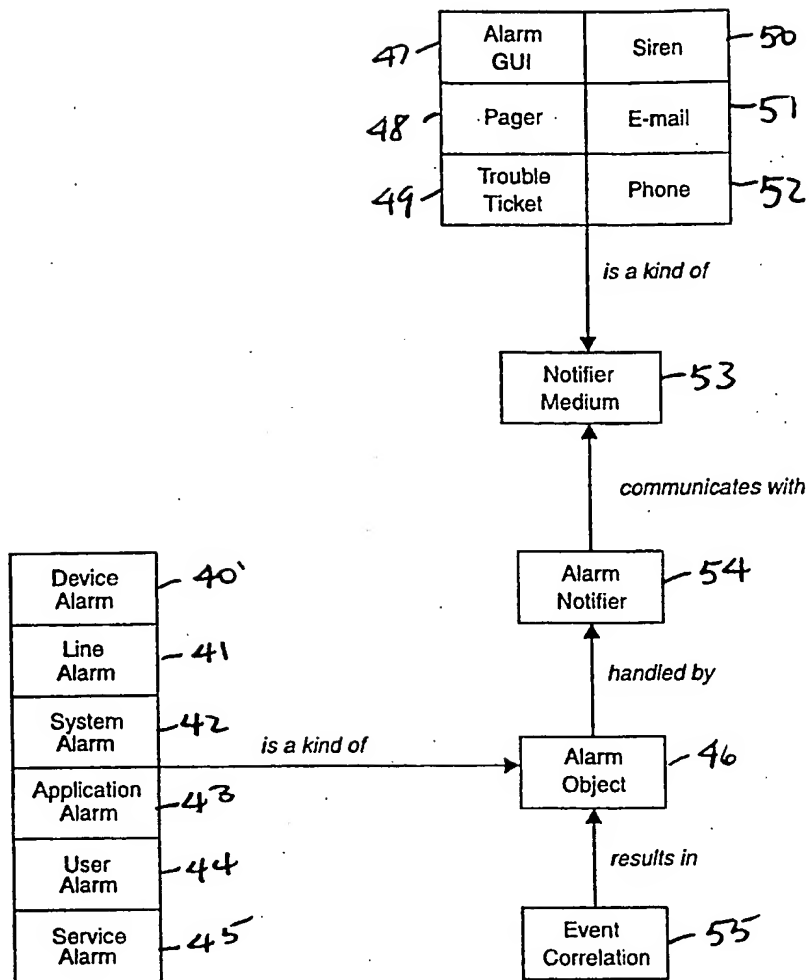 47
Alarm
GUI
Siren
50
48
Pager
E-mail
51
49
Trouble
Ticket
Phone
52
is a kind of
Notifier
Medium
53
communicates with
Device
Alarm
40'
Alarm
Notifier
54
Line
Alarm
41
handled by
System
Alarm
42
is a kind of
Alarm
Object
46
Application
Alarm
43
User
Alarm
44
results in
Service
Alarm
45
Event
Correlation
55